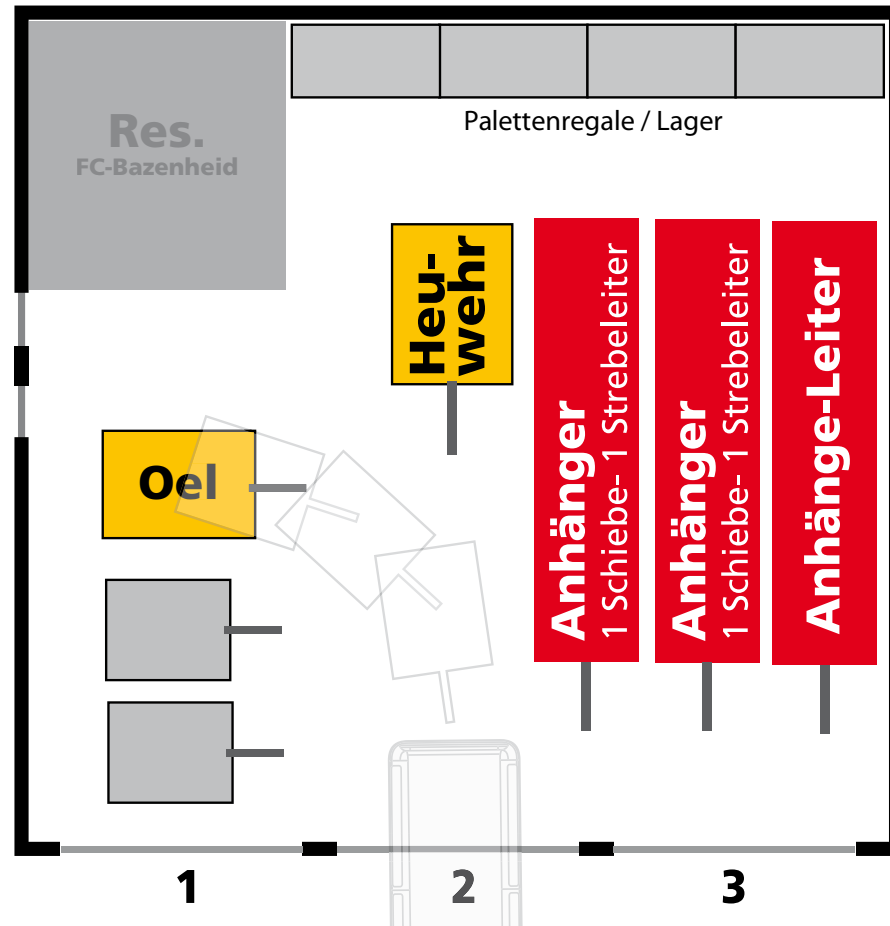 Res.
FC-Bazenheid
Palettenregale / Lager
Heu-
wehr
Anhänger
1 Schiebe- 1 Strebeleiter
Anhänger
1 Schiebe- 1 Strebeleiter
Anhänge-Leiter
Oel
1
2
3